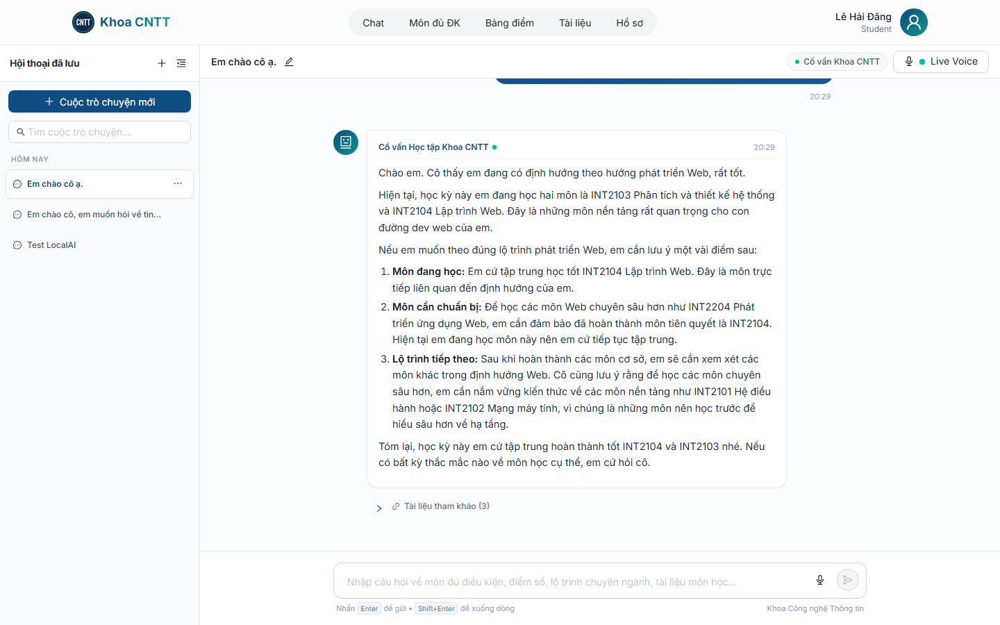 CNTT Khoa CNTT
Chat Môn đủ ĐK Bảng điểm Tài liệu Hồ sơ
Lê Hải Đăng
Student
Hội thoại đã lưu
Cuộc trò chuyện mới
Tìm cuộc trò chuyện...
HÔM NAY
Em chào cô ạ.
Em chào cô, em muốn hỏi về tìn...
Test LocalAI
Em chào cô ạ.
Cố vấn Khoa CNTT
Live Voice
20:29
Cố vấn Học tập Khoa CNTT 20:29
Chào em. Cô thấy em đang có định hướng theo hướng phát triển Web, rất tốt.
Hiện tại, học kỳ này em đang học hai môn là INT2103 Phân tích và thiết kế hệ thống
và INT2104 Lập trình Web. Đây là những môn nền tảng rất quan trọng cho con
đường dev web của em.
Nếu em muốn theo đúng lộ trình phát triển Web, em cần lưu ý một vài điểm sau:
1. Môn đang học: Em cứ tập trung học tốt INT2104 Lập trình Web. Đây là môn trực
tiếp liên quan đến định hướng của em.
2. Môn cần chuẩn bị: Để học các môn Web chuyên sâu hơn như INT2204 Phát
triển ứng dụng Web, em cần đảm bảo đã hoàn thành môn tiên quyết là INT2104.
Hiện tại em đang học môn này nên em cứ tiếp tục tập trung.
3. Lộ trình tiếp theo: Sau khi hoàn thành các môn cơ sở, em sẽ cần xem xét các
môn khác trong định hướng Web. Cô cũng lưu ý rằng để học các môn chuyên
sâu hơn, em cần nắm vững kiến thức về các môn nền tảng như INT2101 Hệ điều
hành hoặc INT2102 Mạng máy tính, vì chúng là những môn nên học trước để
hiểu sâu hơn về hạ tầng.
Tóm lại, học kỳ này em cứ tập trung hoàn thành tốt INT2104 và INT2103 nhé. Nếu
có bất kỳ thắc mắc nào về môn học cụ thể, em cứ hỏi cô.
Tài liệu tham khảo (3)
Nhập câu hỏi về môn đủ điều kiện, điểm số, lộ trình chuyên ngành, tài liệu môn học...
Nhấn Enter để gửi • Shift+Enter để xuống dòng
Khoa Công nghệ Thông tin